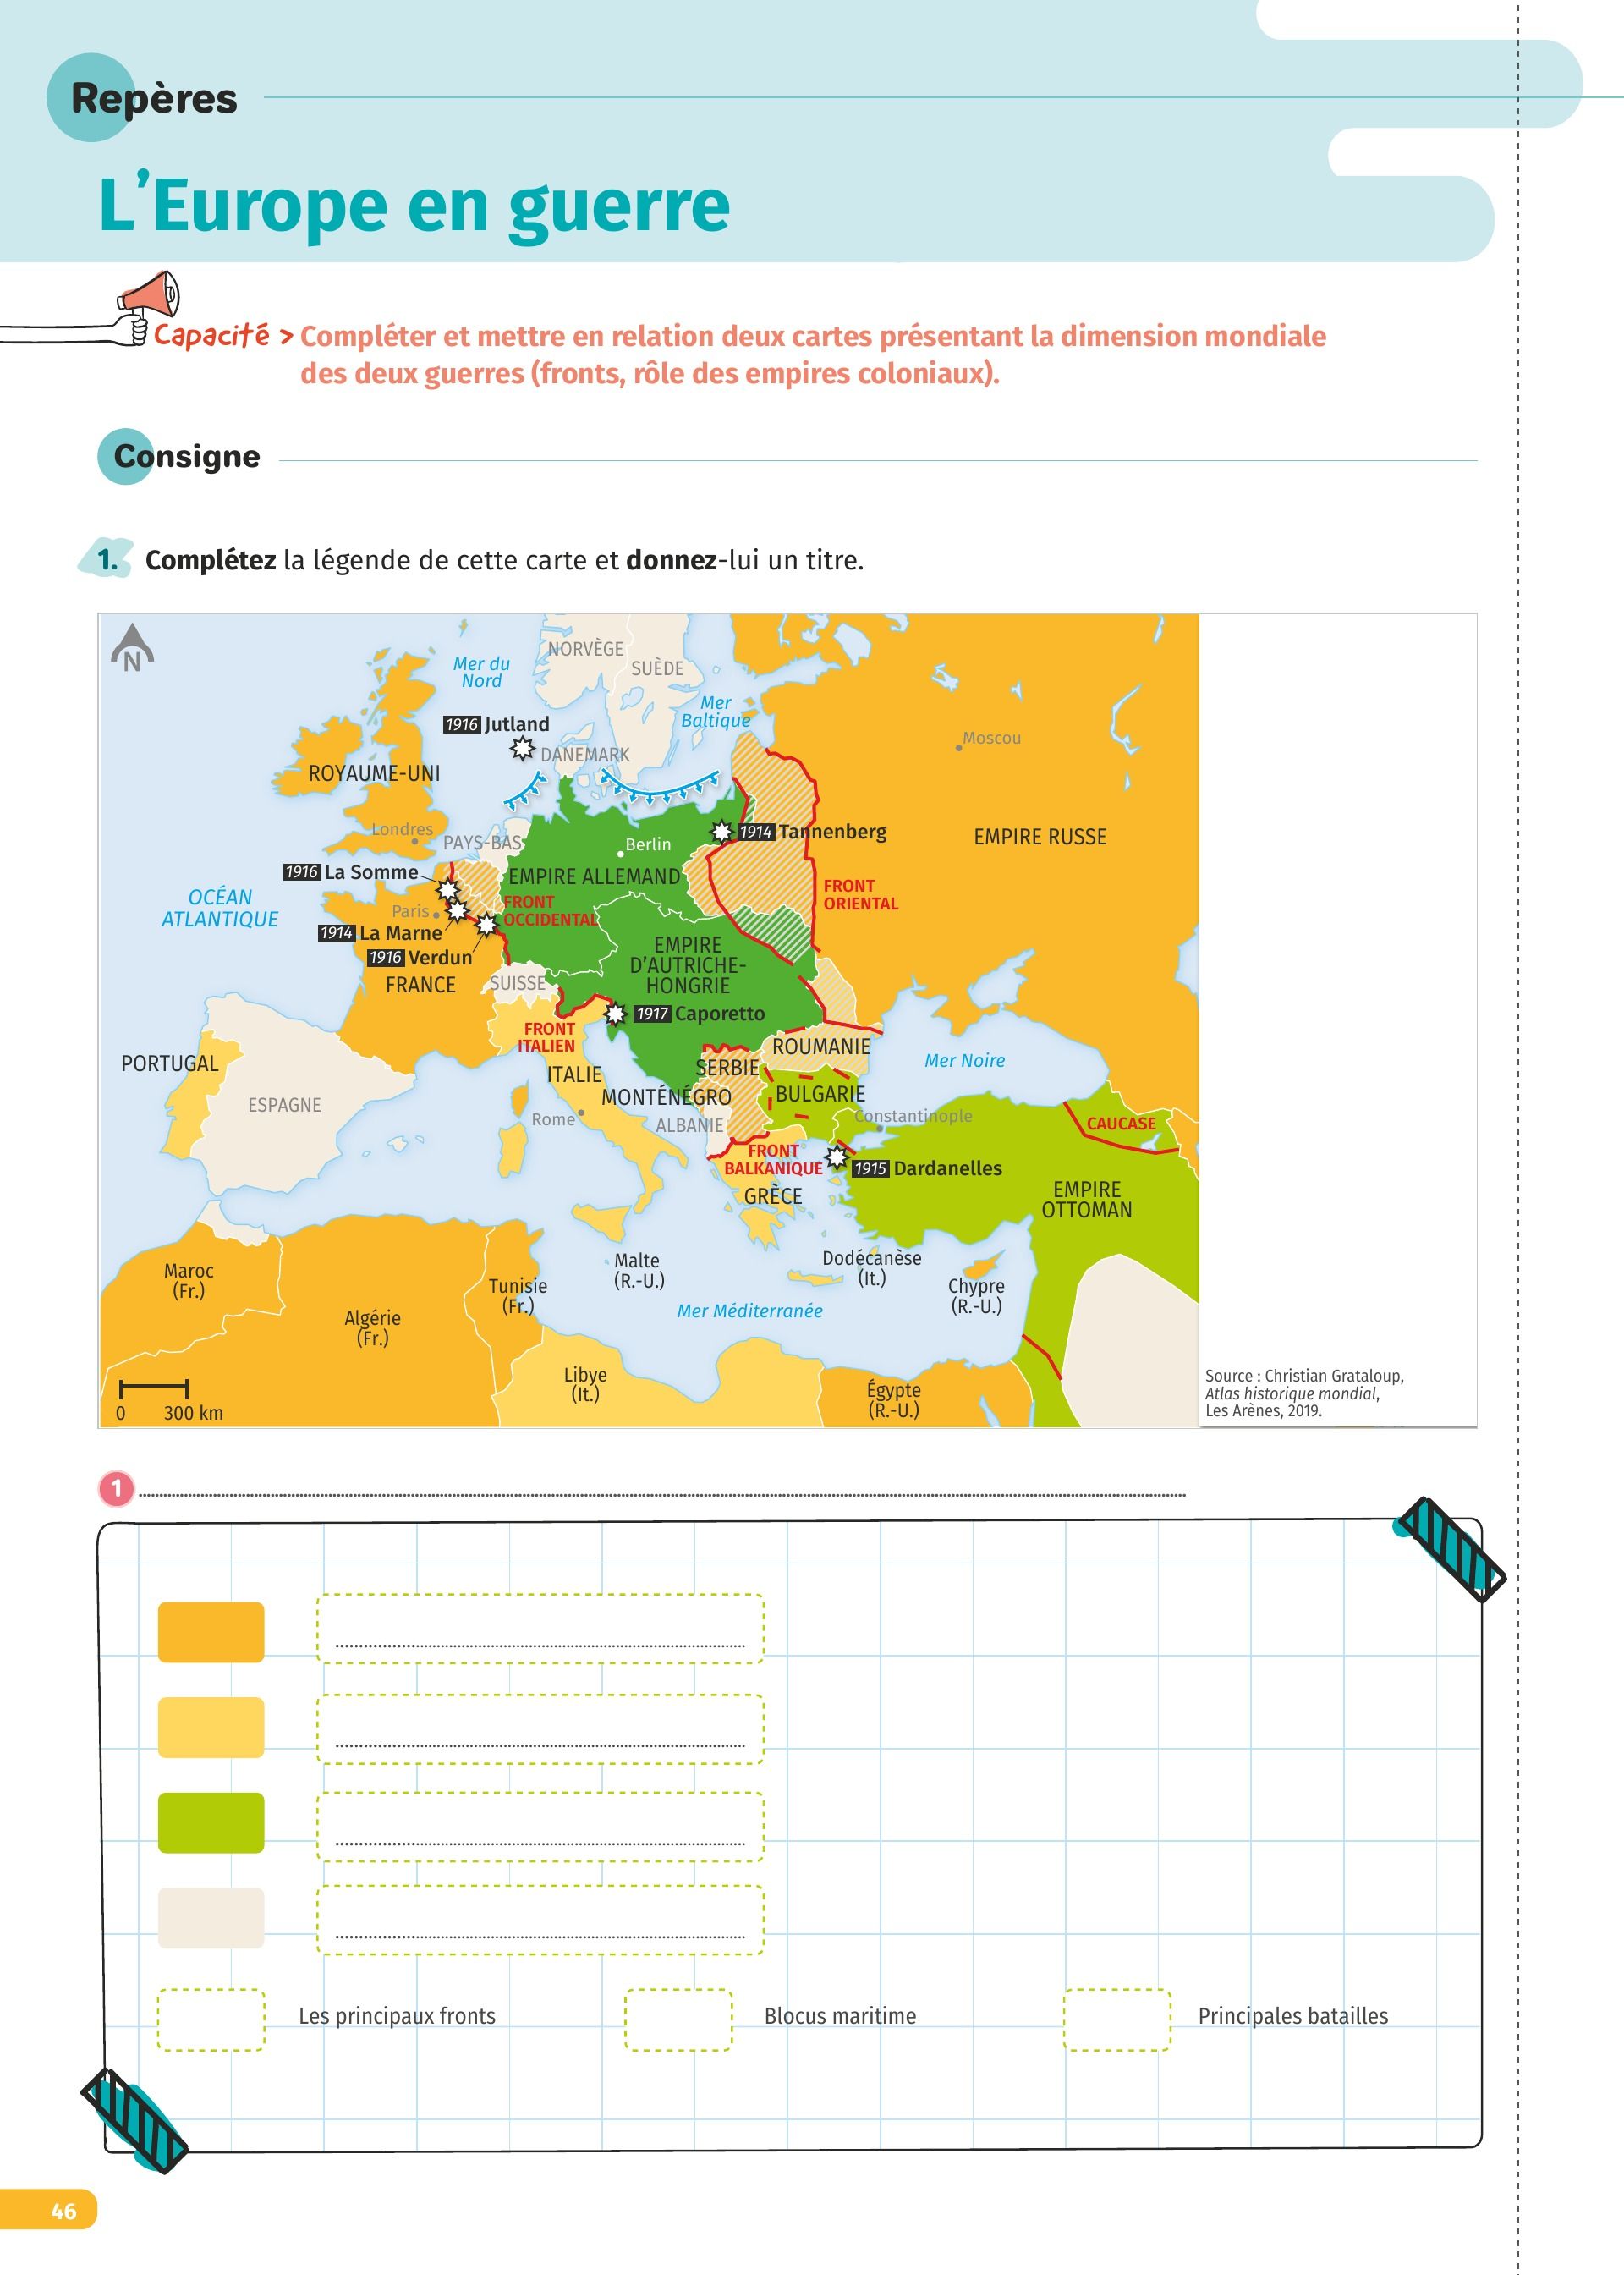 Repères
L'Europe en guerre
Capacité > Compléter et mettre en relation deux cartes présentant la dimension mondiale
des deux guerres (fronts, rôle des empires coloniaux).
Consigne
1. Complétez la légende de cette carte et donnez-lui un titre.
N
NORVÈGE
SUÈDE
Mer du
Nord
Mer
Baltique
1916 Jutland
DANEMARK
Moscou
ROYAUME-UNI
Londres
PAYS-BAS
1914 Tannenberg
EMPIRE RUSSE
Berlin
1916 La Somme
EMPIRE ALLEMAND
OCÉAN
ATLANTIQUE
FRONT
ORIENTAL
FRONT
OCCIDENTAL
Paris
1914 La Marne
1916 Verdun
EMPIRE
D'AUTRICHE-
HONGRIE
FRANCE
SUISSE
1917 Caporetto
FRONT
ITALIEN
ROUMANIE
PORTUGAL
ITALIE
SERBIE
Mer Noire
ESPAGNE
MONTÉNÉGRO
BULGARIE
Rome
ALBANIE
Constantinople
CAUCASE
FRONT
BALKANIQUE
1915 Dardanelles
GRÈCE
EMPIRE
OTTOMAN
Maroc
(Fr.)
Algérie
(Fr.)
Tunisie
(Fr.)
Malte
(R.-U.)
Dodécanèse
(It.)
Chypre
(R.-U.)
Mer Méditerranée
Libye
(It.)
Égypte
(R.-U.)
0 300 km
Source : Christian Grataloup,
Atlas historique mondial,
Les Arènes, 2019.
1
Les principaux fronts
Blocus maritime
Principales batailles
46